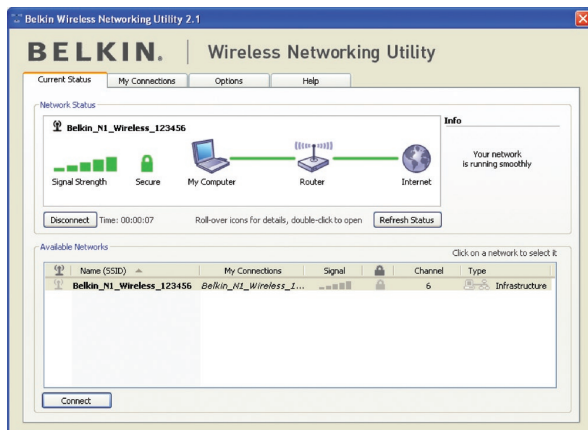 Belkin Wireless Networking Utility 2.1
BELKIN. | Wireless Networking Utility
Current Status My Connections Options Help
Network Status
Belkin_N1_Wireless_123456
Info
Your network
is running smoothly
Signal Strength Secure My Computer Router Internet
Disconnect Time: 00:00:07 Roll-over icons for details, double-click to open Refresh Status
Available Networks
Click on a network to select it
Name (SSID) My Connections Signal Channel Type
Belkin_N1_Wireless_123456 Belkin_N1_Wireless_1... 6 Infrastructure
Connect